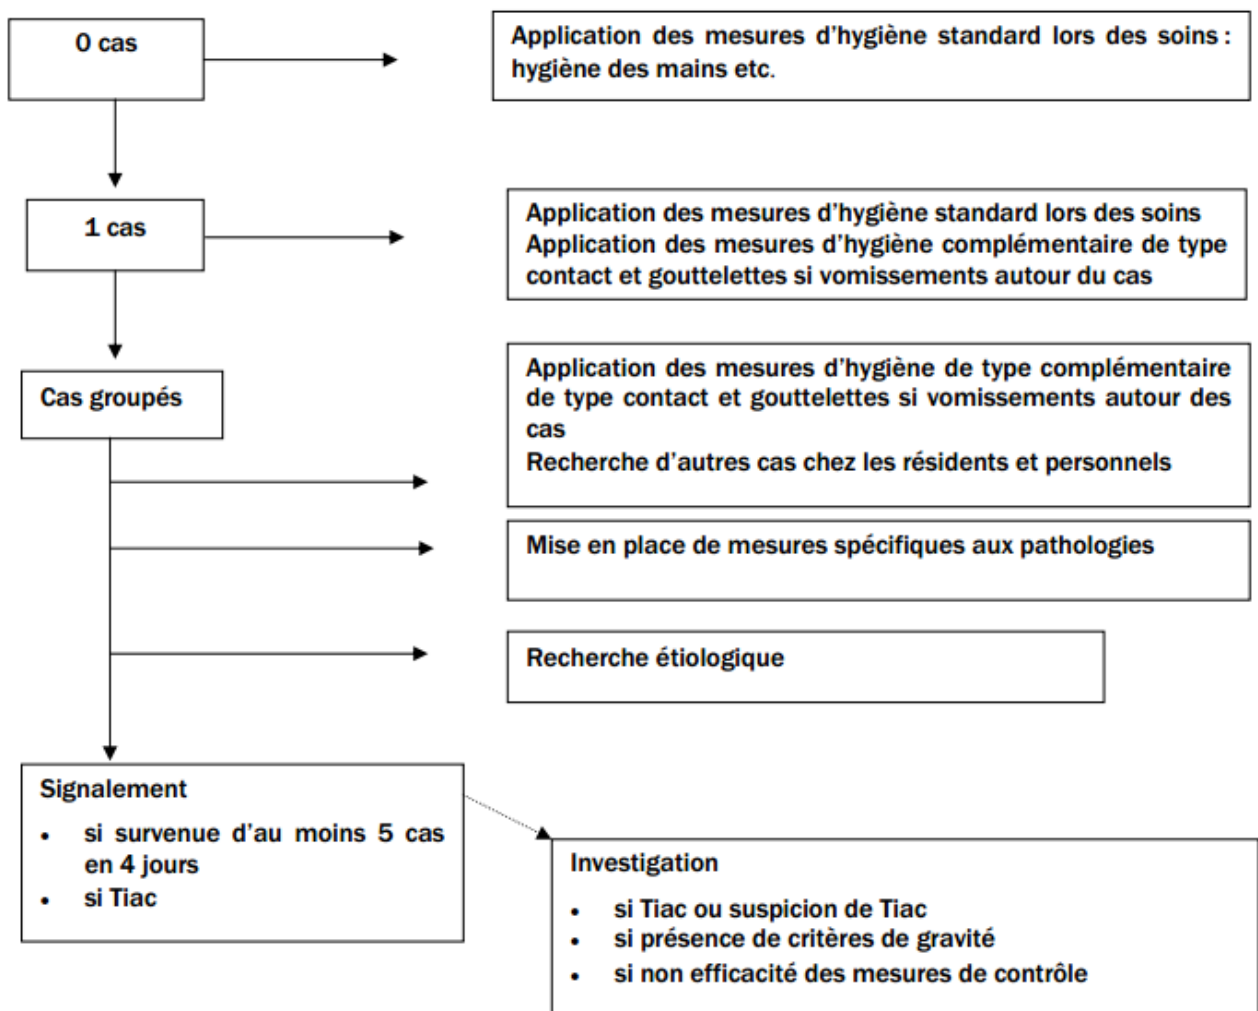 0 cas
Application des mesures d’hygiène standard lors des soins :
hygiène des mains etc.
1 cas
Application des mesures d’hygiène standard lors des soins
Application des mesures d’hygiène complémentaire de type
contact et gouttelettes si vomissements autour du cas
Cas groupés
Application des mesures d’hygiène de type complémentaire
de type contact et gouttelettes si vomissements autour des
cas
Recherche d’autres cas chez les résidents et personnels
Mise en place de mesures spécifiques aux pathologies
Recherche étiologique
Signalement
• si survenue d’au moins 5 cas
en 4 jours
• si Tiac
Investigation
• si Tiac ou suspicion de Tiac
• si présence de critères de gravité
• si non efficacité des mesures de contrôle